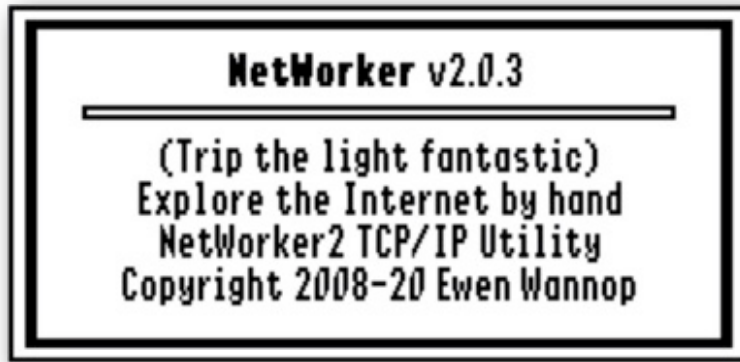 NetWorker v2.0.3
(Trip the light fantastic)
Explore the Internet by hand
NetWorker2 TCP/IP Utility
Copyright 2008-20 Ewen Wannop